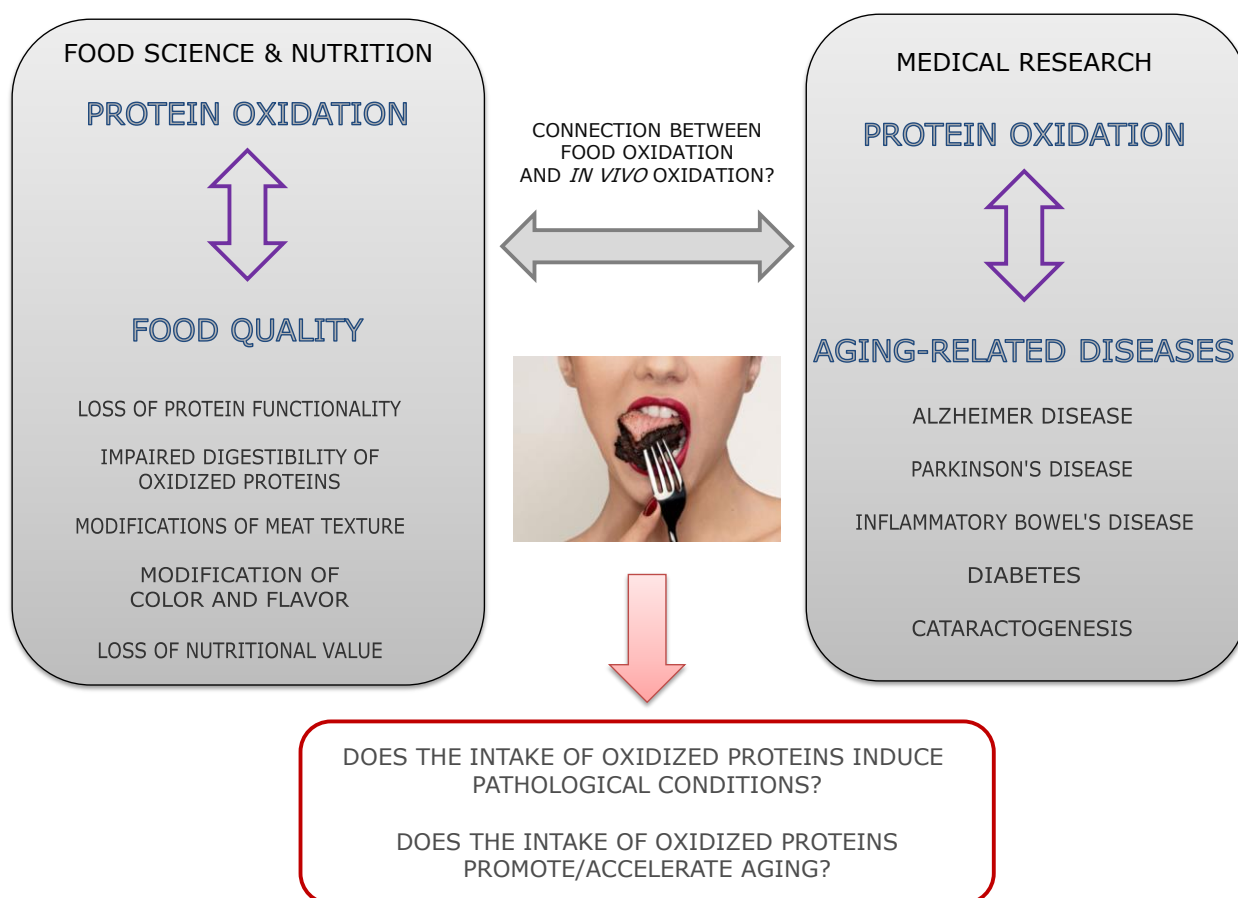 FOOD SCIENCE & NUTRITION
PROTEIN OXIDATION
FOOD QUALITY
LOSS OF PROTEIN FUNCTIONALITY
IMPAIRED DIGESTIBILITY OF
OXIDIZED PROTEINS
MODIFICATIONS OF MEAT TEXTURE
MODIFICATION OF
COLOR AND FLAVOR
LOSS OF NUTRITIONAL VALUE
CONNECTION BETWEEN
FOOD OXIDATION
AND IN VIVO OXIDATION?
MEDICAL RESEARCH
PROTEIN OXIDATION
AGING-RELATED DISEASES
ALZHEIMER DISEASE
PARKINSON'S DISEASE
INFLAMMATORY BOWEL'S DISEASE
DIABETES
CATARACTOGENESIS
DOES THE INTAKE OF OXIDIZED PROTEINS INDUCE
PATHOLOGICAL CONDITIONS?
DOES THE INTAKE OF OXIDIZED PROTEINS
PROMOTE/ACCELERATE AGING?